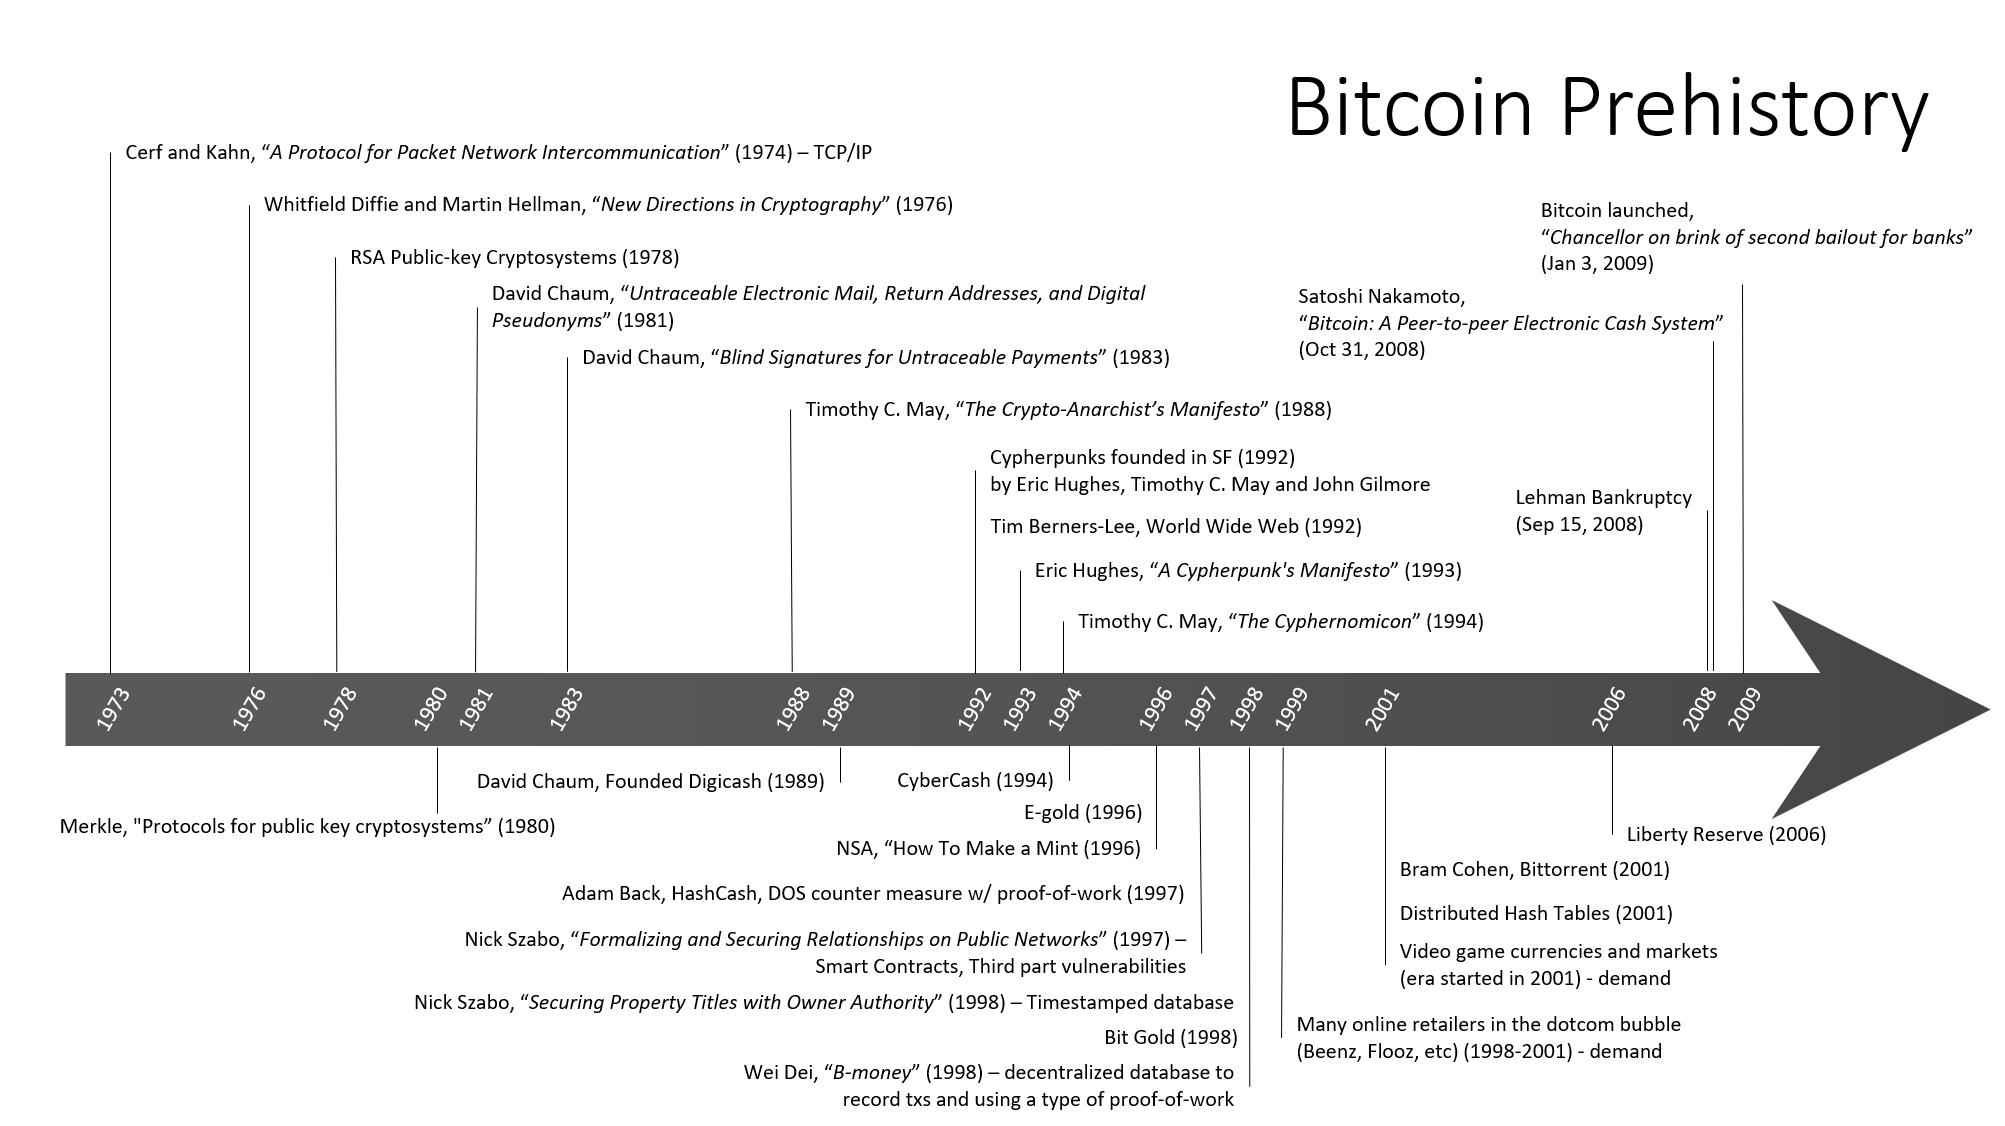 Bitcoin Prehistory
Cerf and Kahn, “A Protocol for Packet Network Intercommunication” (1974) – TCP/IP
Whitfield Diffie and Martin Hellman, “New Directions in Cryptography” (1976)
RSA Public-key Cryptosystems (1978)
David Chaum, “Untraceable Electronic Mail, Return Addresses, and Digital
Pseudonyms” (1981)
David Chaum, “Blind Signatures for Untraceable Payments” (1983)
Timothy C. May, “The Crypto-Anarchist’s Manifesto” (1988)
Cypherpunks founded in SF (1992)
by Eric Hughes, Timothy C. May and John Gilmore
Tim Berners-Lee, World Wide Web (1992)
Eric Hughes, “A Cypherpunk's Manifesto” (1993)
Timothy C. May, “The Cyphernomicon” (1994)
Bitcoin launched,
“Chancellor on brink of second bailout for banks”
(Jan 3, 2009)
Satoshi Nakamoto,
“Bitcoin: A Peer-to-peer Electronic Cash System”
(Oct 31, 2008)
Lehman Bankruptcy
(Sep 15, 2008)
1973
1976
1978
1980
1981
1983
1988
1989
1992
1993
1994
1996
1997
1998
1999
2001
2006
2008
2009
David Chaum, Founded Digicash (1989)
Merkle, "Protocols for public key cryptosystems” (1980)
CyberCash (1994)
E-gold (1996)
NSA, “How To Make a Mint (1996)
Adam Back, HashCash, DOS counter measure w/ proof-of-work (1997)
Nick Szabo, “Formalizing and Securing Relationships on Public Networks” (1997) –
Smart Contracts, Third part vulnerabilities
Nick Szabo, “Securing Property Titles with Owner Authority” (1998) – Timestamped database
Bit Gold (1998)
Wei Dei, “B-money” (1998) – decentralized database to
record txs and using a type of proof-of-work
Liberty Reserve (2006)
Bram Cohen, Bittorrent (2001)
Distributed Hash Tables (2001)
Video game currencies and markets
(era started in 2001) - demand
Many online retailers in the dotcom bubble
(Beenz, Flooz, etc) (1998-2001) - demand